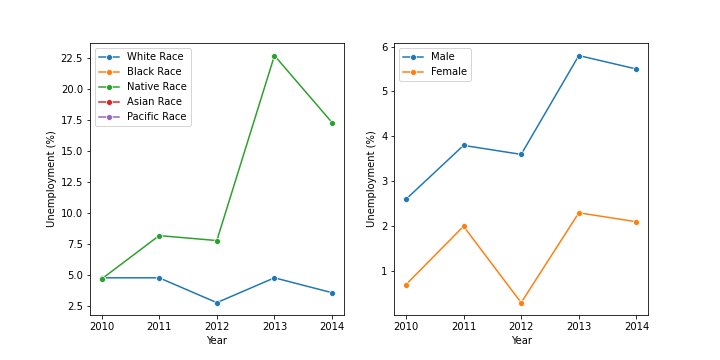 White Race
Black Race
Native Race
Asian Race
Pacific Race
22.5
20.0
17.5
15.0
12.5
10.0
7.5
5.0
2.5
Unemployment (%)
2010 2011 2012 2013 2014
Year
Male
Female
6
5
4
3
2
1
Unemployment (%)
2010 2011 2012 2013 2014
Year